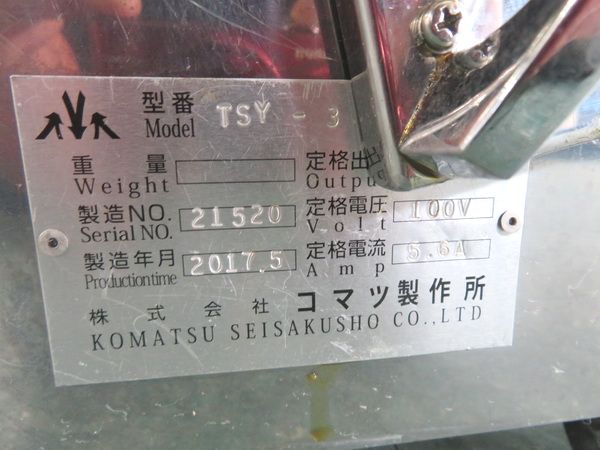 型番 TSY - 3
Model
重量 定格出
Weight Outpu
製造NO. 21520 定格電圧 100V
Serial NO. Volt
製造年月 2017.5 定格電流 5.6A
Productiontime Amp
株式会社 コマツ製作所
KOMATSU SEISAKUSHO CO.,LTD